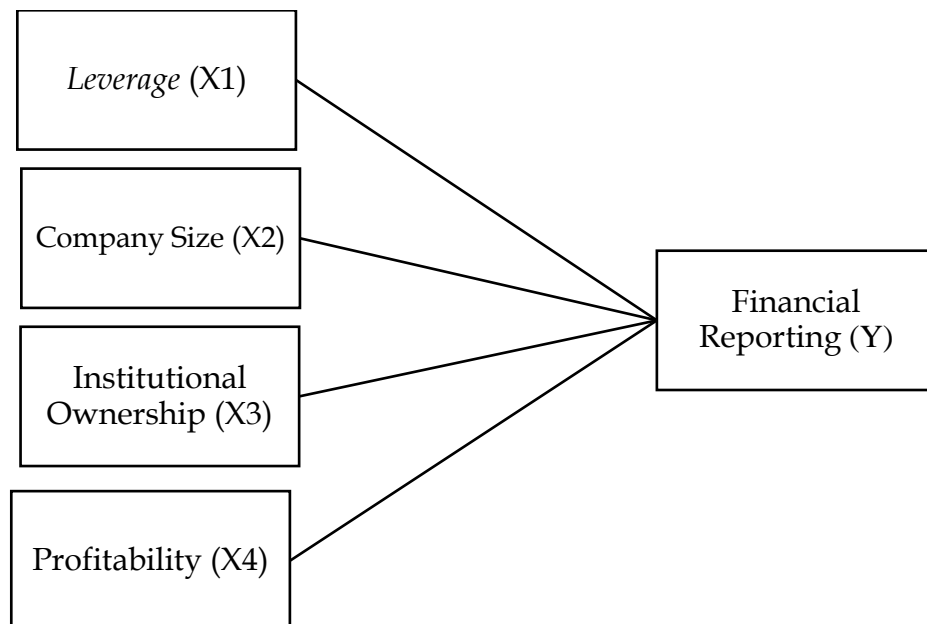 Leverage (X1)
Company Size (X2)
Institutional
Ownership (X3)
Profitability (X4)
Financial
Reporting (Y)